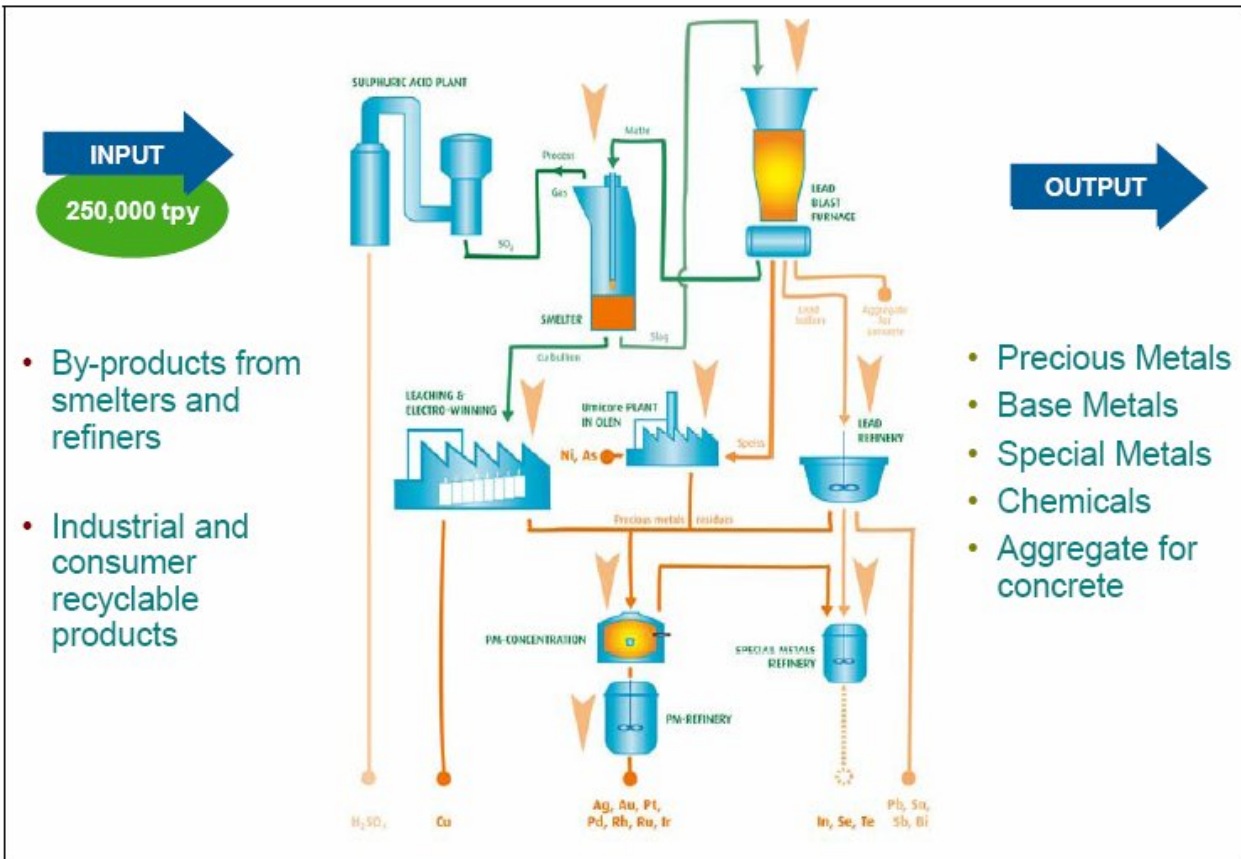 INPUT
250,000 tpy
• By-products from
smelters and
refiners
• Industrial and
consumer
recyclable
products
SULPHURIC ACID PLANT
Process
Gas
SO₂
Matte
SMELTER
Slag
Cu bullion
LEAD
BLAST
FURNACE
Lead
bullion
Aggregate
for
concrete
LEACHING &
ELECTRO-WINNING
Umicore PLANT
IN OLEN
Ni, As
Speiss
LEAD
REFINERY
Precious metals residues
PM-CONCENTRATION
PM-REFINERY
SPECIAL METALS
REFINERY
H₂SO₄
Cu
Ag, Au, Pt,
Pd, Rh, Ru, Ir
In, Se, Te
Pb, Sn,
Sb, Bi
OUTPUT
• Precious Metals
• Base Metals
• Special Metals
• Chemicals
• Aggregate for
concrete